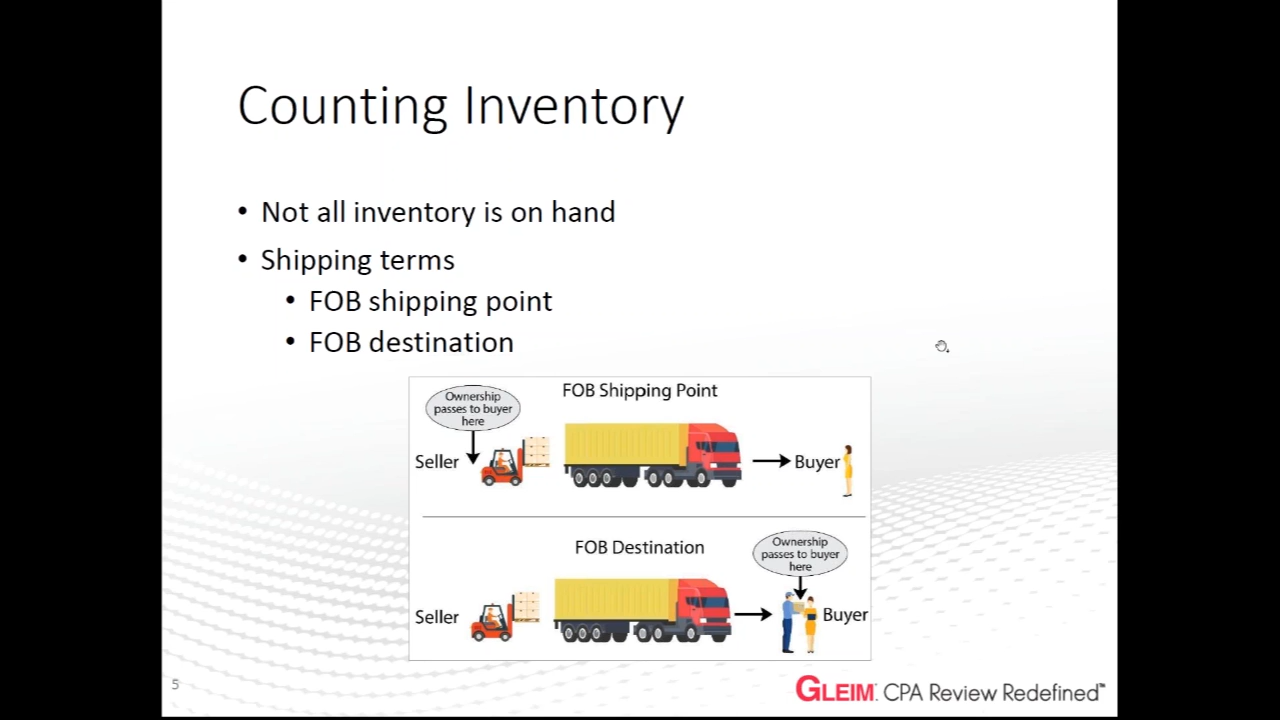 Counting Inventory
• Not all inventory is on hand
• Shipping terms
• FOB shipping point
• FOB destination
FOB Shipping Point
Ownership
passes to buyer
here
Seller
Buyer
FOB Destination
Ownership
passes to buyer
here
Seller
Buyer
5
GLEIM® CPA Review Redefined™